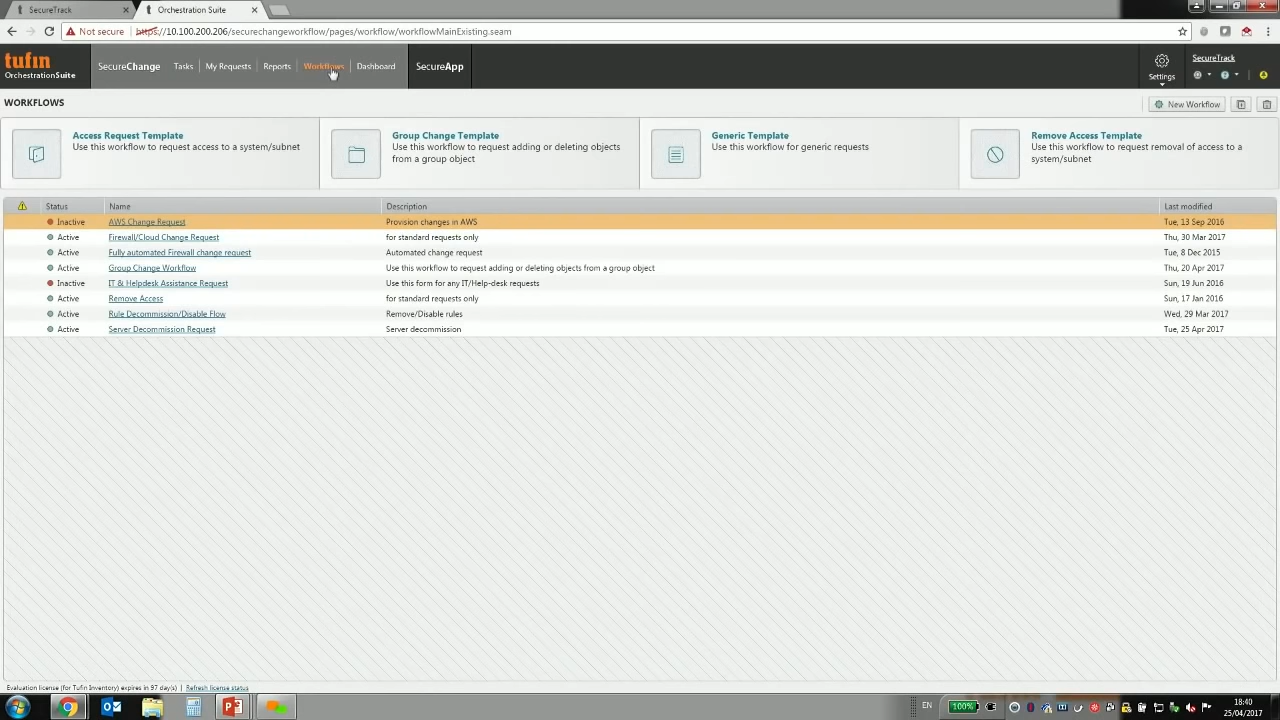 SecureTrack
Orchestration Suite
Not secure
https://10.100.200.206/securechangeworkflow/pages/workflow/workflowMainExisting.seam
tufin
OrchestrationSuite
SecureChange Tasks My Requests Reports Workflows Dashboard SecureApp
Settings
SecureTrack
WORKFLOWS
New Workflow
Access Request Template
Use this workflow to request access to a system/subnet
Group Change Template
Use this workflow to request adding or deleting objects
from a group object
Generic Template
Use this workflow for generic requests
Remove Access Template
Use this workflow to request removal of access to a
system/subnet
Status Name Description Last modified
Inactive AWS Change Request Provision changes in AWS Tue, 13 Sep 2016
Active Firewall/Cloud Change Request for standard requests only Thu, 30 Mar 2017
Active Fully automated Firewall change request Automated change request Tue, 8 Dec 2015
Active Group Change Workflow Use this workflow to request adding or deleting objects from a group object Thu, 20 Apr 2017
Inactive IT & Helpdesk Assistance Request Use this form for any IT/Help-desk requests Sun, 19 Jun 2016
Active Remove Access for standard requests only Sun, 17 Jan 2016
Active Rule Decommission/Disable Flow Remove/Disable rules Wed, 29 Mar 2017
Active Server Decommission Request Server decommission Tue, 25 Apr 2017
Evaluation license (for Tufin Inventory) expires in 97 day(s) | Refresh license status
EN
100%
18:40
25/04/2017